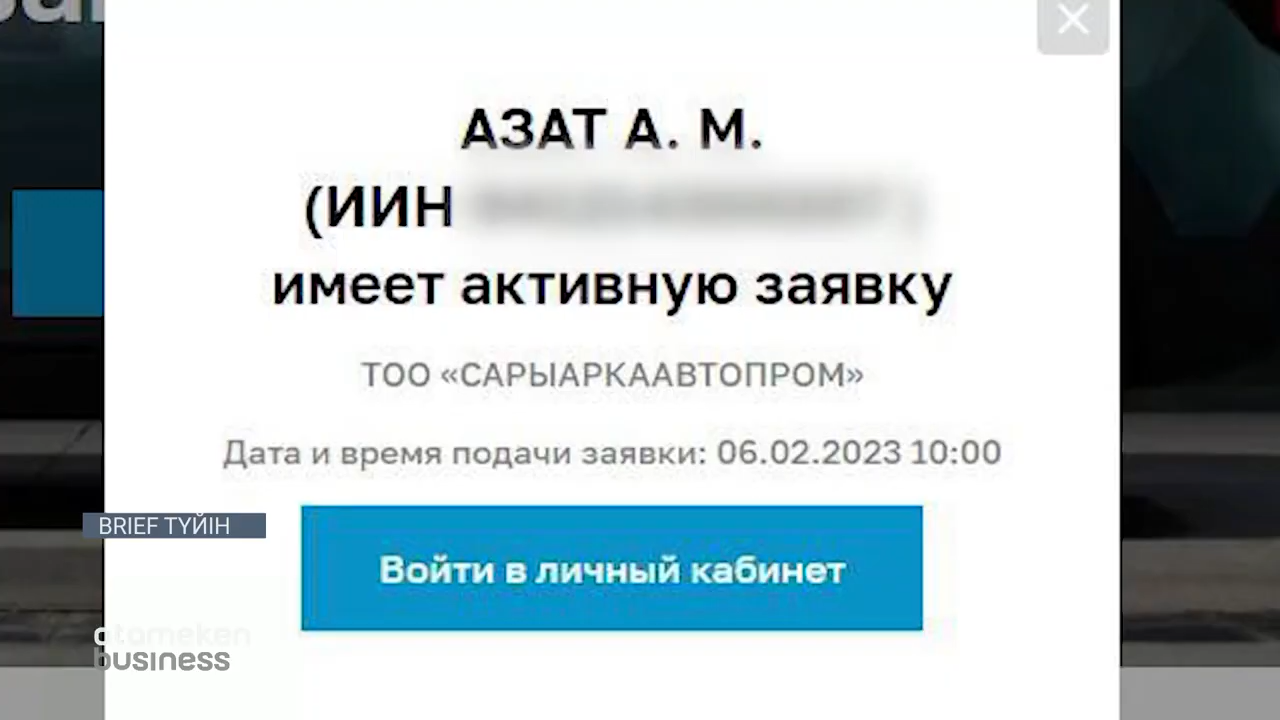 АЗАТ А. М.
(ИИН
имеет активную заявку
ТОО «САРЫАРКААВТОПРОМ»
Дата и время подачи заявки: 06.02.2023 10:00
BRIEF ТҮЙІН
Войти в личный кабинет
atameken
business